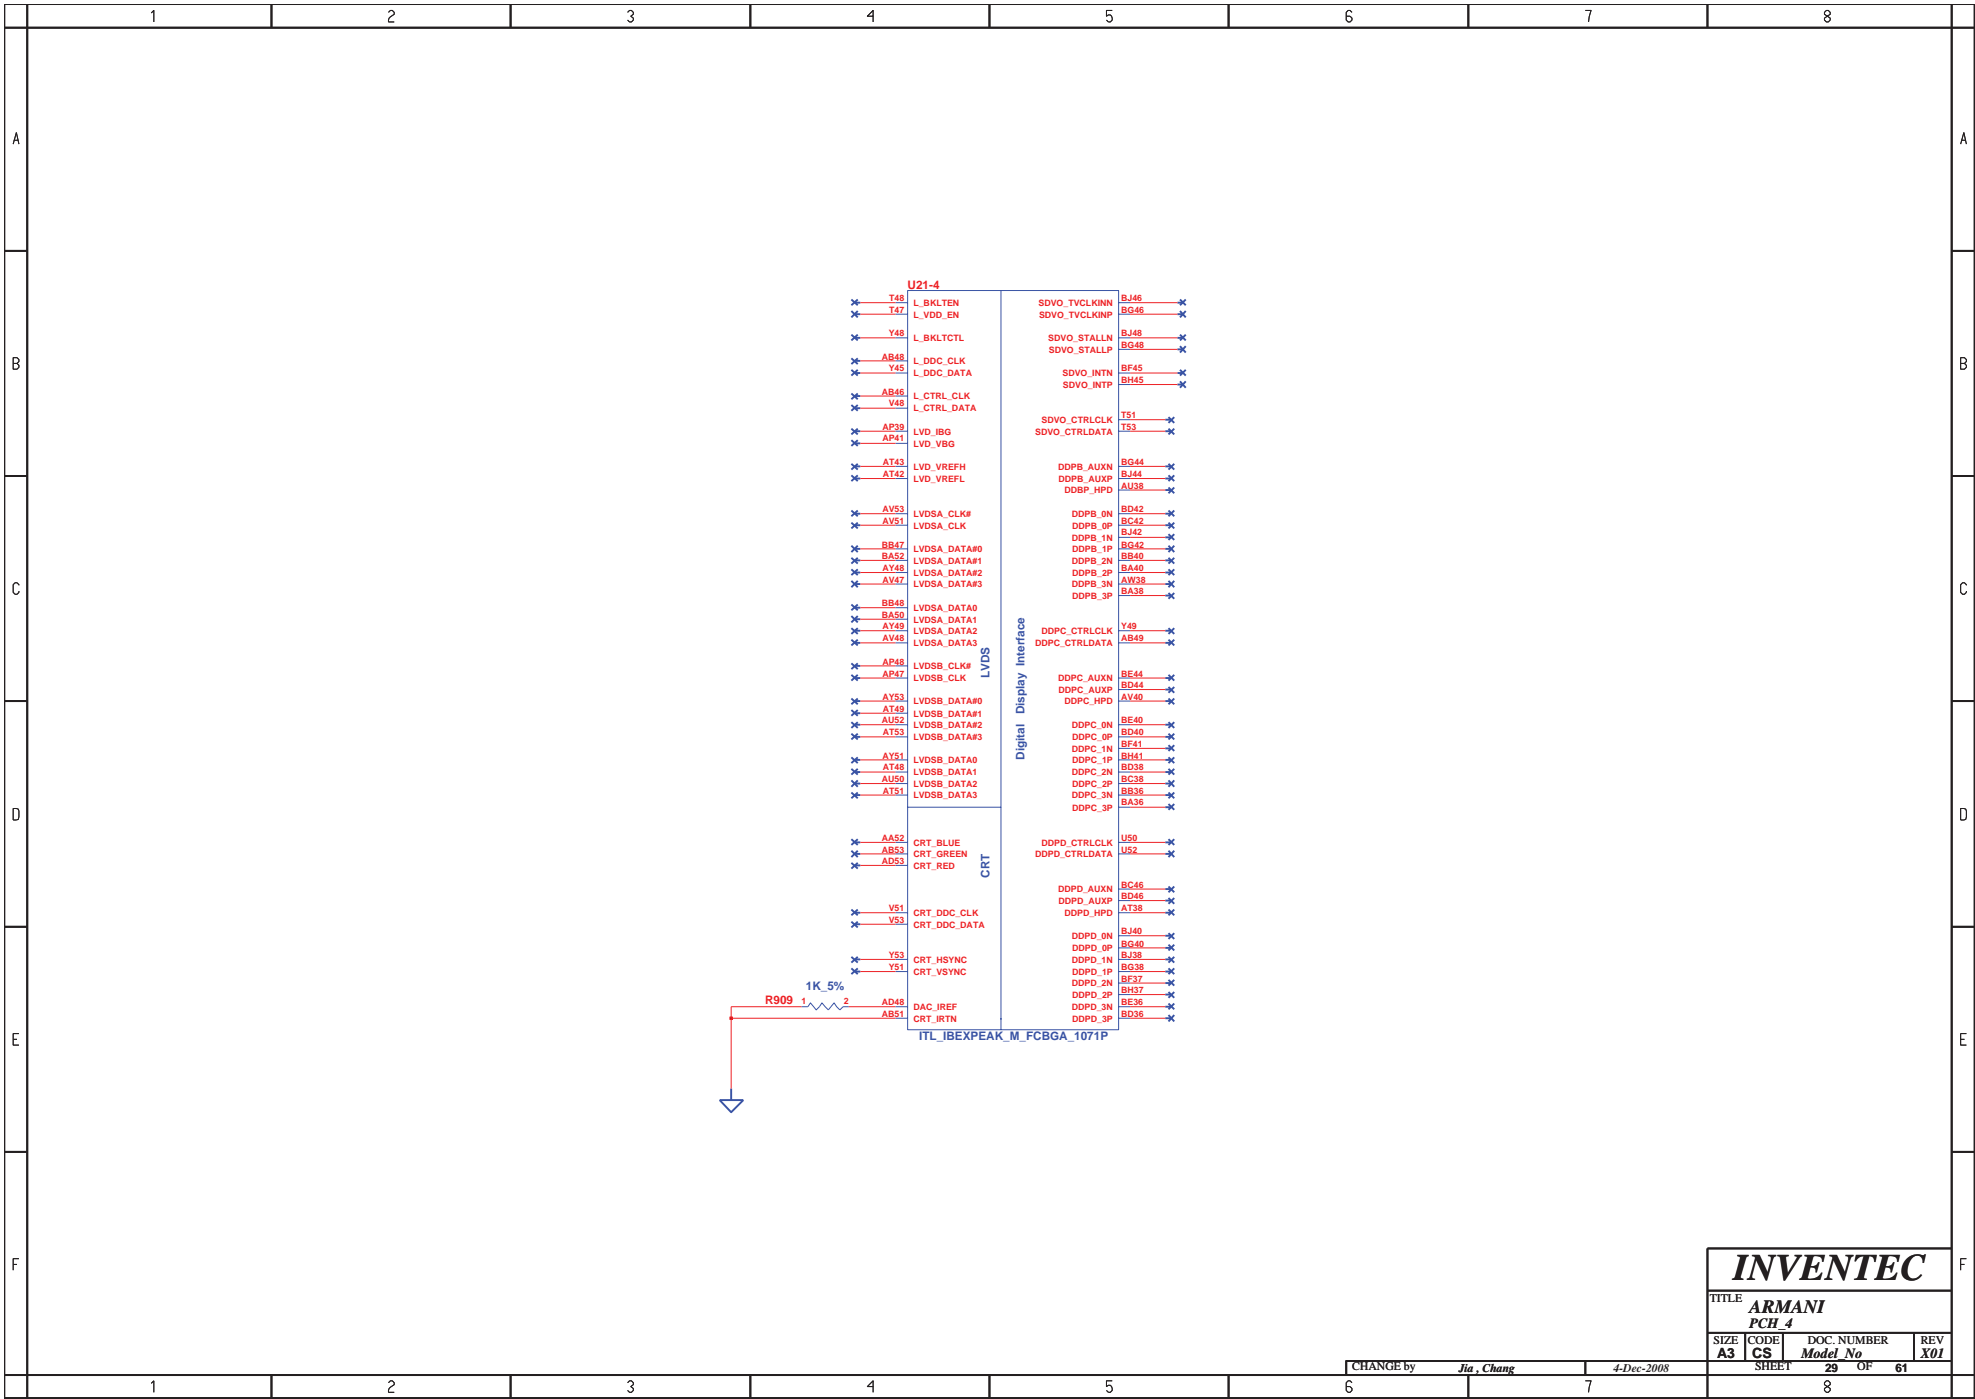 1 2 3 4 5 6 7 8
A A
B B
C C
D D
E E
F F
U21-4
T48 L_BKLTEN
T47 L_VDD_EN
Y48 L_BKLTCTL
AB48 L_DDC_CLK
Y45 L_DDC_DATA
AB46 L_CTRL_CLK
V48 L_CTRL_DATA
AP39 LVD_IBG
AP41 LVD_VBG
AT43 LVD_VREFH
AT42 LVD_VREFL
AV53 LVDSA_CLK#
AV51 LVDSA_CLK
BB47 LVDSA_DATA#0
BA52 LVDSA_DATA#1
AY48 LVDSA_DATA#2
AV47 LVDSA_DATA#3
BB48 LVDSA_DATA0
BA50 LVDSA_DATA1
AY49 LVDSA_DATA2
AV48 LVDSA_DATA3
AP48 LVDSB_CLK#
AP47 LVDSB_CLK
AY53 LVDSB_DATA#0
AT49 LVDSB_DATA#1
AU52 LVDSB_DATA#2
AT53 LVDSB_DATA#3
AY51 LVDSB_DATA0
AT48 LVDSB_DATA1
AU50 LVDSB_DATA2
AT51 LVDSB_DATA3
LVDS
AA52 CRT_BLUE
AB53 CRT_GREEN
AD53 CRT_RED
V51 CRT_DDC_CLK
V53 CRT_DDC_DATA
Y53 CRT_HSYNC
Y51 CRT_VSYNC
1K_5%
R909 1 2 AD48 DAC_IREF
AB51 CRT_IRTN
CRT
Digital Display Interface
SDVO_TVCLKINN BJ46
SDVO_TVCLKINP BG46
SDVO_STALLN BJ48
SDVO_STALLP BG48
SDVO_INTN BF45
SDVO_INTP BH45
SDVO_CTRLCLK T51
SDVO_CTRLDATA T53
DDPB_AUXN BG44
DDPB_AUXP BJ44
DDBP_HPD AU38
DDPB_0N BD42
DDPB_0P BC42
DDPB_1N BJ42
DDPB_1P BG42
DDPB_2N BB40
DDPB_2P BA40
DDPB_3N AW38
DDPB_3P BA38
DDPC_CTRLCLK Y49
DDPC_CTRLDATA AB49
DDPC_AUXN BE44
DDPC_AUXP BD44
DDPC_HPD AV40
DDPC_0N BE40
DDPC_0P BD40
DDPC_1N BF41
DDPC_1P BH41
DDPC_2N BD38
DDPC_2P BC38
DDPC_3N BB36
DDPC_3P BA36
DDPD_CTRLCLK U50
DDPD_CTRLDATA U52
DDPD_AUXN BC46
DDPD_AUXP BD46
DDPD_HPD AT38
DDPD_0N BJ40
DDPD_0P BG40
DDPD_1N BJ38
DDPD_1P BG38
DDPD_2N BF37
DDPD_2P BH37
DDPD_3N BE36
DDPD_3P BD36
ITL_IBEXPEAK_M_FCBGA_1071P
INVENTEC
TITLE ARMANI
PCH_4
SIZE CODE DOC. NUMBER REV
A3 CS Model_No X01
CHANGE by Jia , Chang 4-Dec-2008 SHEET 29 OF 61
1 2 3 4 5 6 7 8